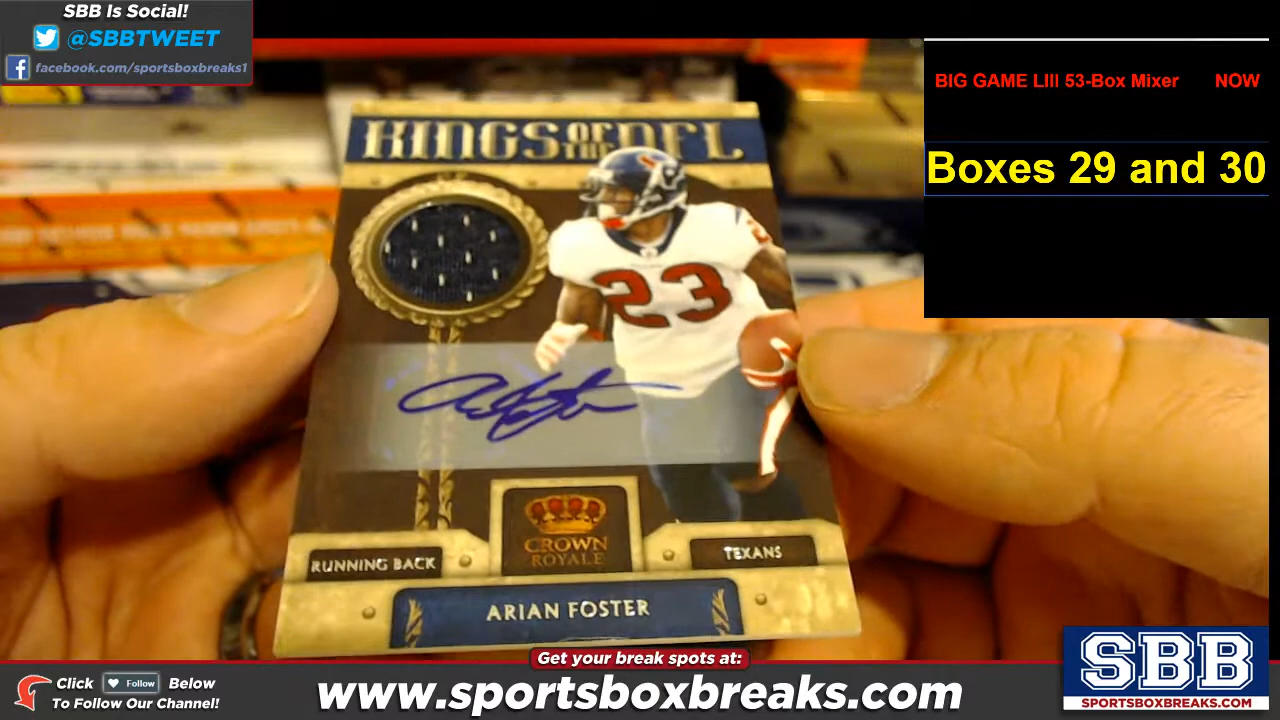 SBB Is Social!
@SBBTWEET
facebook.com/sportsboxbreaks1
BIG GAME LIII 53-Box Mixer NOW
Boxes 29 and 30
KINGS OF THE NFL
23
RUNNING BACK
CROWN
ROYALE
TEXANS
ARIAN FOSTER
Get your break spots at:
Click Follow Below
To Follow Our Channel!
www.sportsboxbreaks.com
SBB
SPORTSBOXBREAKS.COM